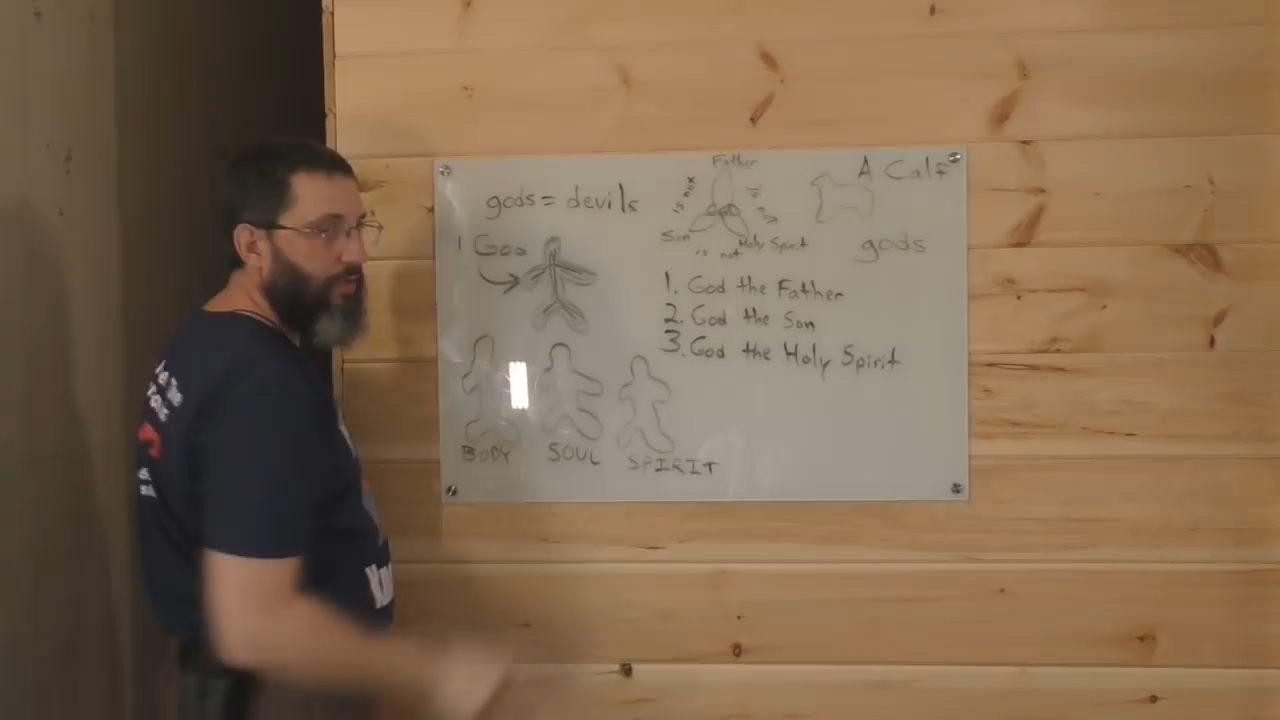 gods = devils
1 God
BODY
SOUL
SPIRIT
Father
is not
is not
Son
is not
Holy Spirit
God
A Calf
gods
1. God the Father
2. God the Son
3. God the Holy Spirit